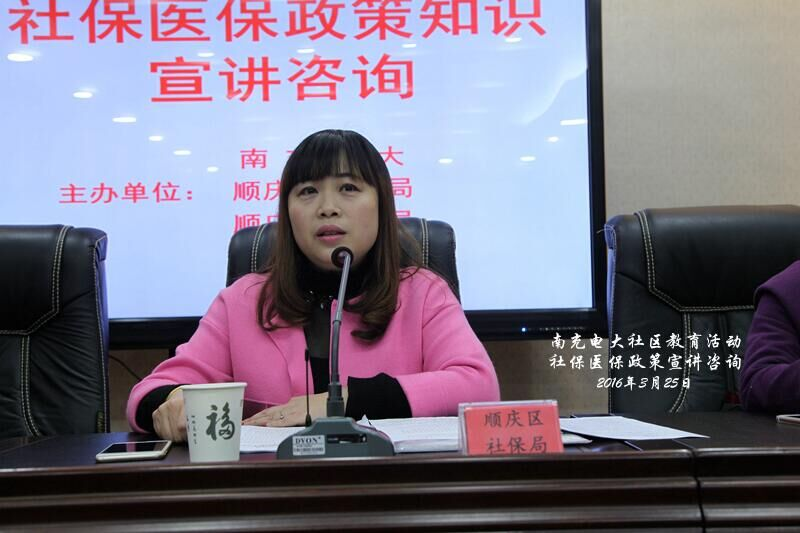 社保医保政策知识
宣讲咨询
南 大
主办单位： 顺庆 局
顺 局
南充电大社区教育活动
社保医保政策宣讲咨询
2016年3月25日
福
DVON
顺庆区
社保局